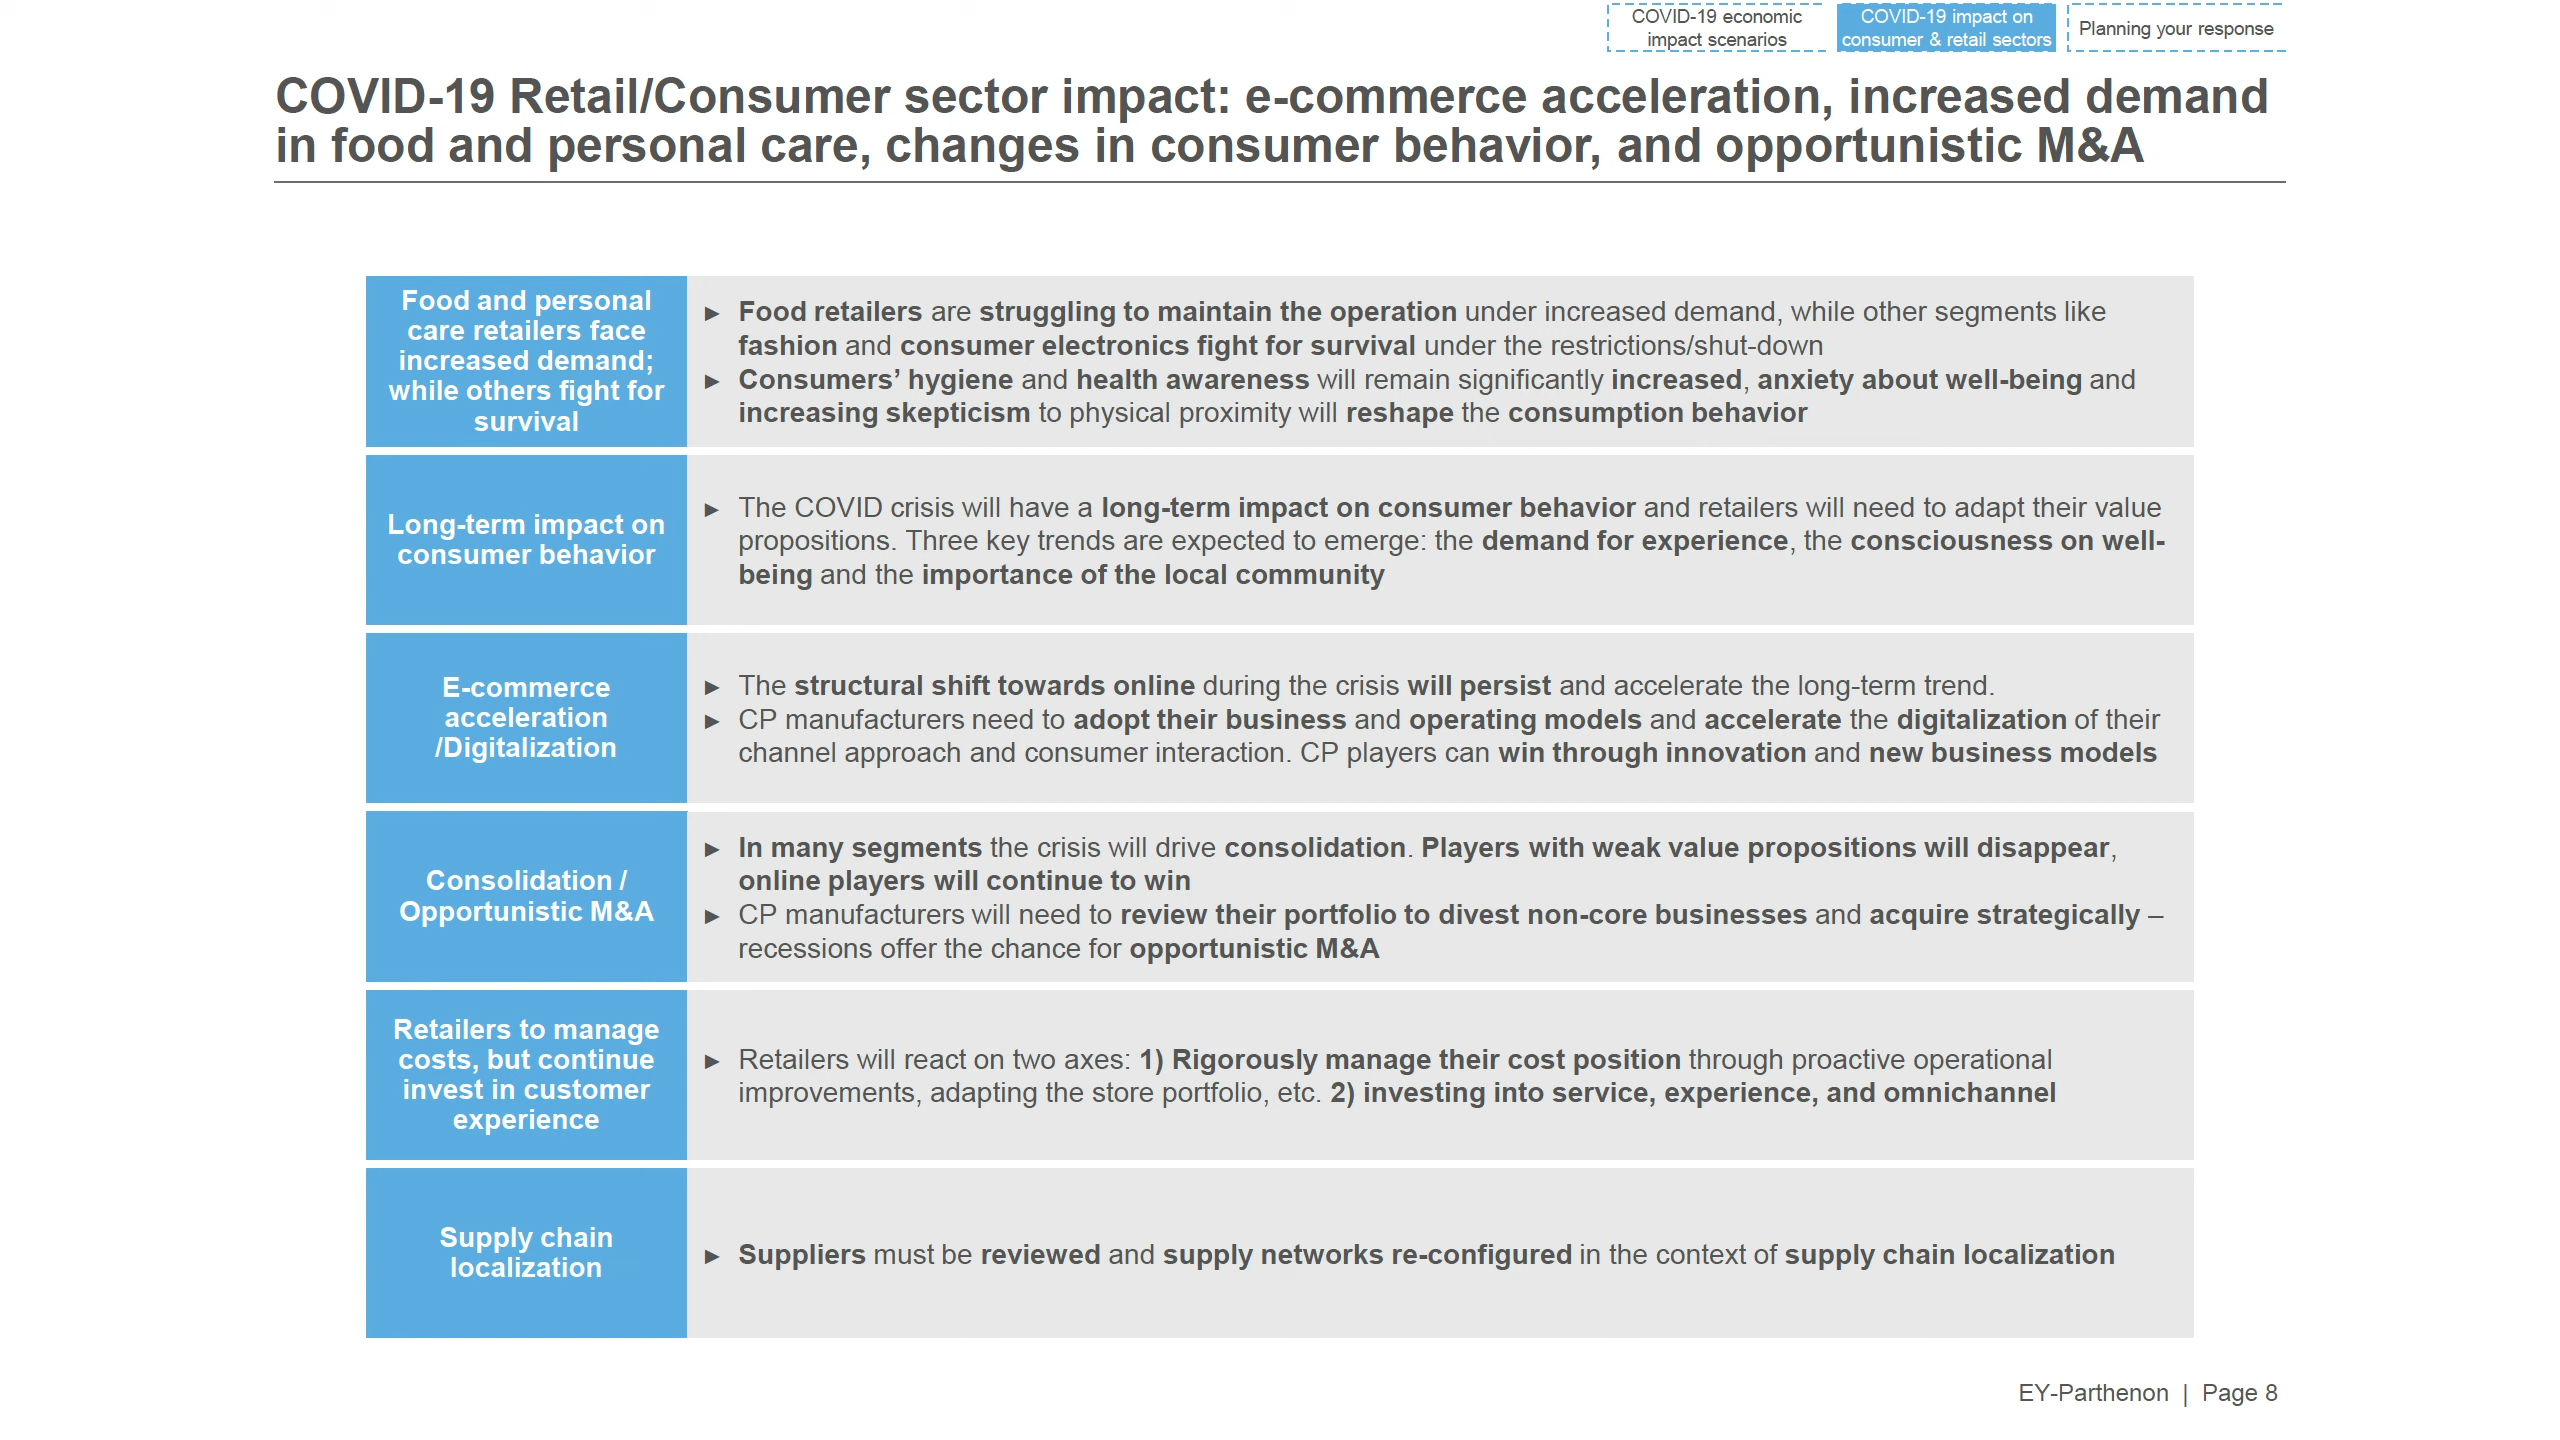 COVID-19 economic
impact scenarios
COVID-19 impact on
consumer & retail sectors
Planning your response
COVID-19 Retail/Consumer sector impact: e-commerce acceleration, increased demand
in food and personal care, changes in consumer behavior, and opportunistic M&A
Food and personal
care retailers face
increased demand;
while others fight for
survival
► Food retailers are struggling to maintain the operation under increased demand, while other segments like
fashion and consumer electronics fight for survival under the restrictions/shut-down
► Consumers’ hygiene and health awareness will remain significantly increased, anxiety about well-being and
increasing skepticism to physical proximity will reshape the consumption behavior
Long-term impact on
consumer behavior
► The COVID crisis will have a long-term impact on consumer behavior and retailers will need to adapt their value
propositions. Three key trends are expected to emerge: the demand for experience, the consciousness on well-
being and the importance of the local community
E-commerce
acceleration
/Digitalization
► The structural shift towards online during the crisis will persist and accelerate the long-term trend.
► CP manufacturers need to adopt their business and operating models and accelerate the digitalization of their
channel approach and consumer interaction. CP players can win through innovation and new business models
Consolidation /
Opportunistic M&A
► In many segments the crisis will drive consolidation. Players with weak value propositions will disappear,
online players will continue to win
► CP manufacturers will need to review their portfolio to divest non-core businesses and acquire strategically –
recessions offer the chance for opportunistic M&A
Retailers to manage
costs, but continue
invest in customer
experience
► Retailers will react on two axes: 1) Rigorously manage their cost position through proactive operational
improvements, adapting the store portfolio, etc. 2) investing into service, experience, and omnichannel
Supply chain
localization
► Suppliers must be reviewed and supply networks re-configured in the context of supply chain localization
EY-Parthenon | Page 8